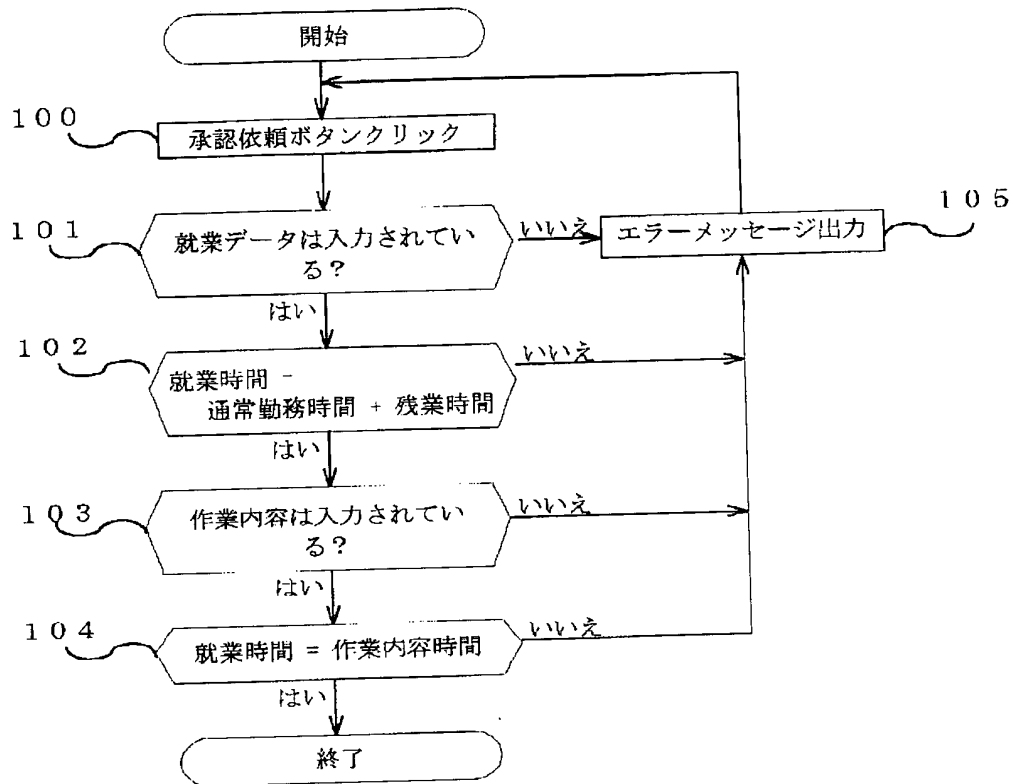 開始
100
承認依頼ボタンクリック
101
就業データは入力されてい
る?
いいえ
エラーメッセージ出力
105
はい
102
就業時間 -
通常勤務時間 + 残業時間
いいえ
はい
103
作業内容は入力されてい
る?
いいえ
はい
104
就業時間 = 作業内容時間
いいえ
はい
終了